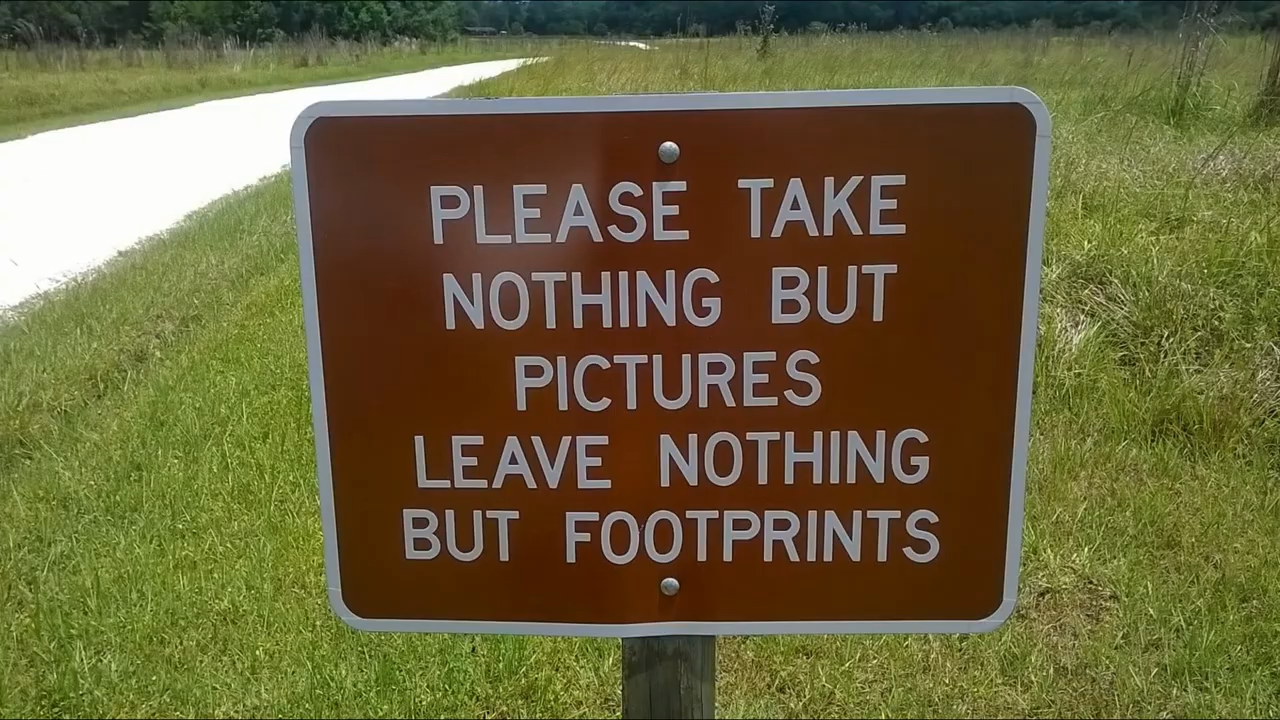 PLEASE TAKE
NOTHING BUT
PICTURES
LEAVE NOTHING
BUT FOOTPRINTS